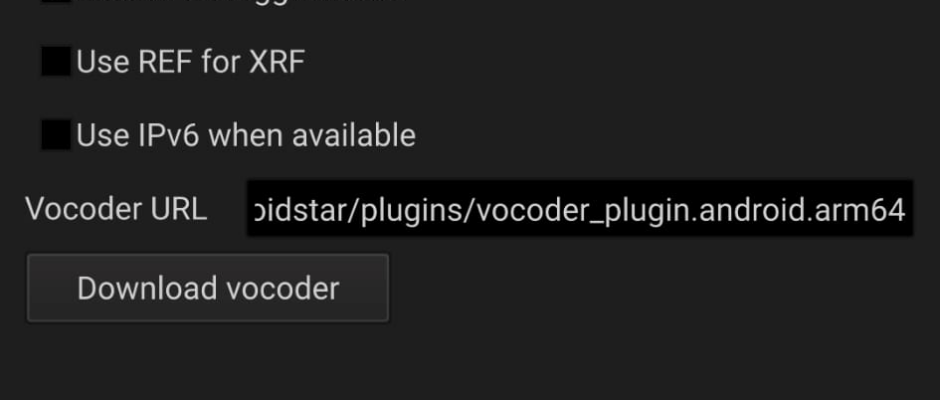 Use REF for XRF
Use IPv6 when available
Vocoder URL oidstar/plugins/vocoder_plugin.android.arm64
Download vocoder